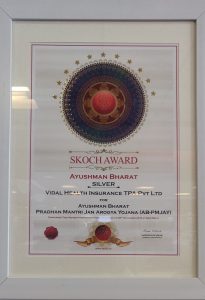 SKOCH AWARD
AYUSHMAN BHARAT
SILVER
VIDAL HEALTH INSURANCE TPA PVT LTD
FOR
AYUSHMAN BHARAT
PRADHAN MANTRI JAN AROGYA YOJANA (AB-PMJAY)